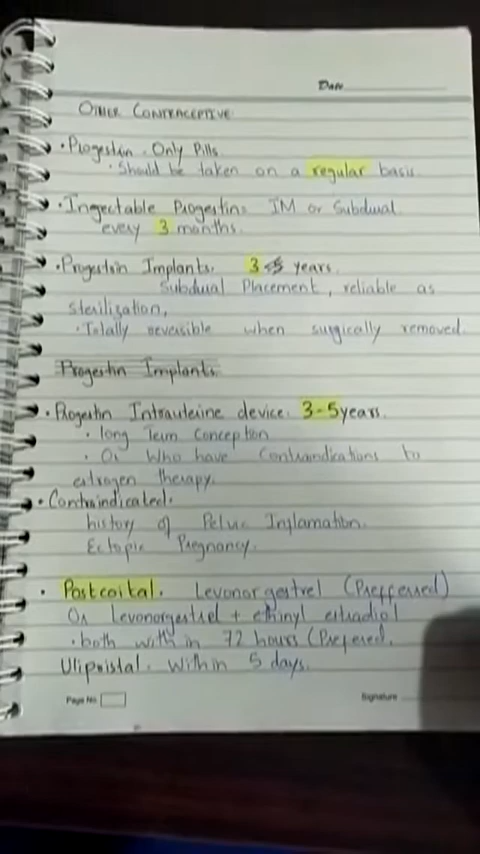 Date
OTHER CONTRACEPTIVE
• Progestin - Only Pills
• Should be taken on a regular basis.
• Ingectable Progestin: IM or Subdual
every 3 months.
• Progestrin Implants. 3 years.
Subdual Placement, reliable as
sterilization,
• Totally reversible when surgically removed.
Progestin Implants.
• Progestin Intrauterine device. 3-5 years.
• long Term Conception
• Or Who have Contraindications to
estrogen therapy.
• Contraindicated.
history of Pelvic Inflamation.
Ectopic Pregnancy.
• Postcoital. Levonorgestrel (Prefferred)
Or Levonorgestrel + ethinyl estradiol
• both within 72 hours (Prefered.
Ulipristal. Within 5 days.
Page No. Signature